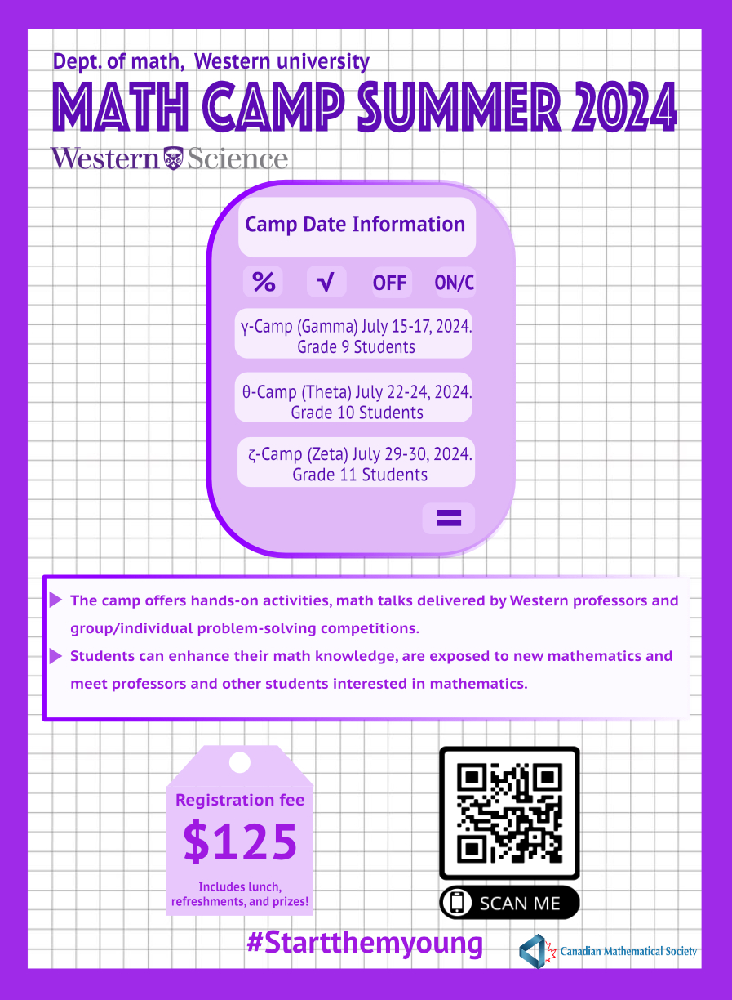 Dept. of math, Western university
MATH CAMP SUMMER 2024
Western Science
Camp Date Information
% √ OFF ON/C
γ-Camp (Gamma) July 15-17, 2024.
Grade 9 Students
θ-Camp (Theta) July 22-24, 2024.
Grade 10 Students
ζ-Camp (Zeta) July 29-30, 2024.
Grade 11 Students
=
The camp offers hands-on activities, math talks delivered by Western professors and
group/individual problem-solving competitions.
Students can enhance their math knowledge, are exposed to new mathematics and
meet professors and other students interested in mathematics.
Registration fee
$125
Includes lunch,
refreshments, and prizes!
SCAN ME
#Startthemyoung
Canadian Mathematical Society